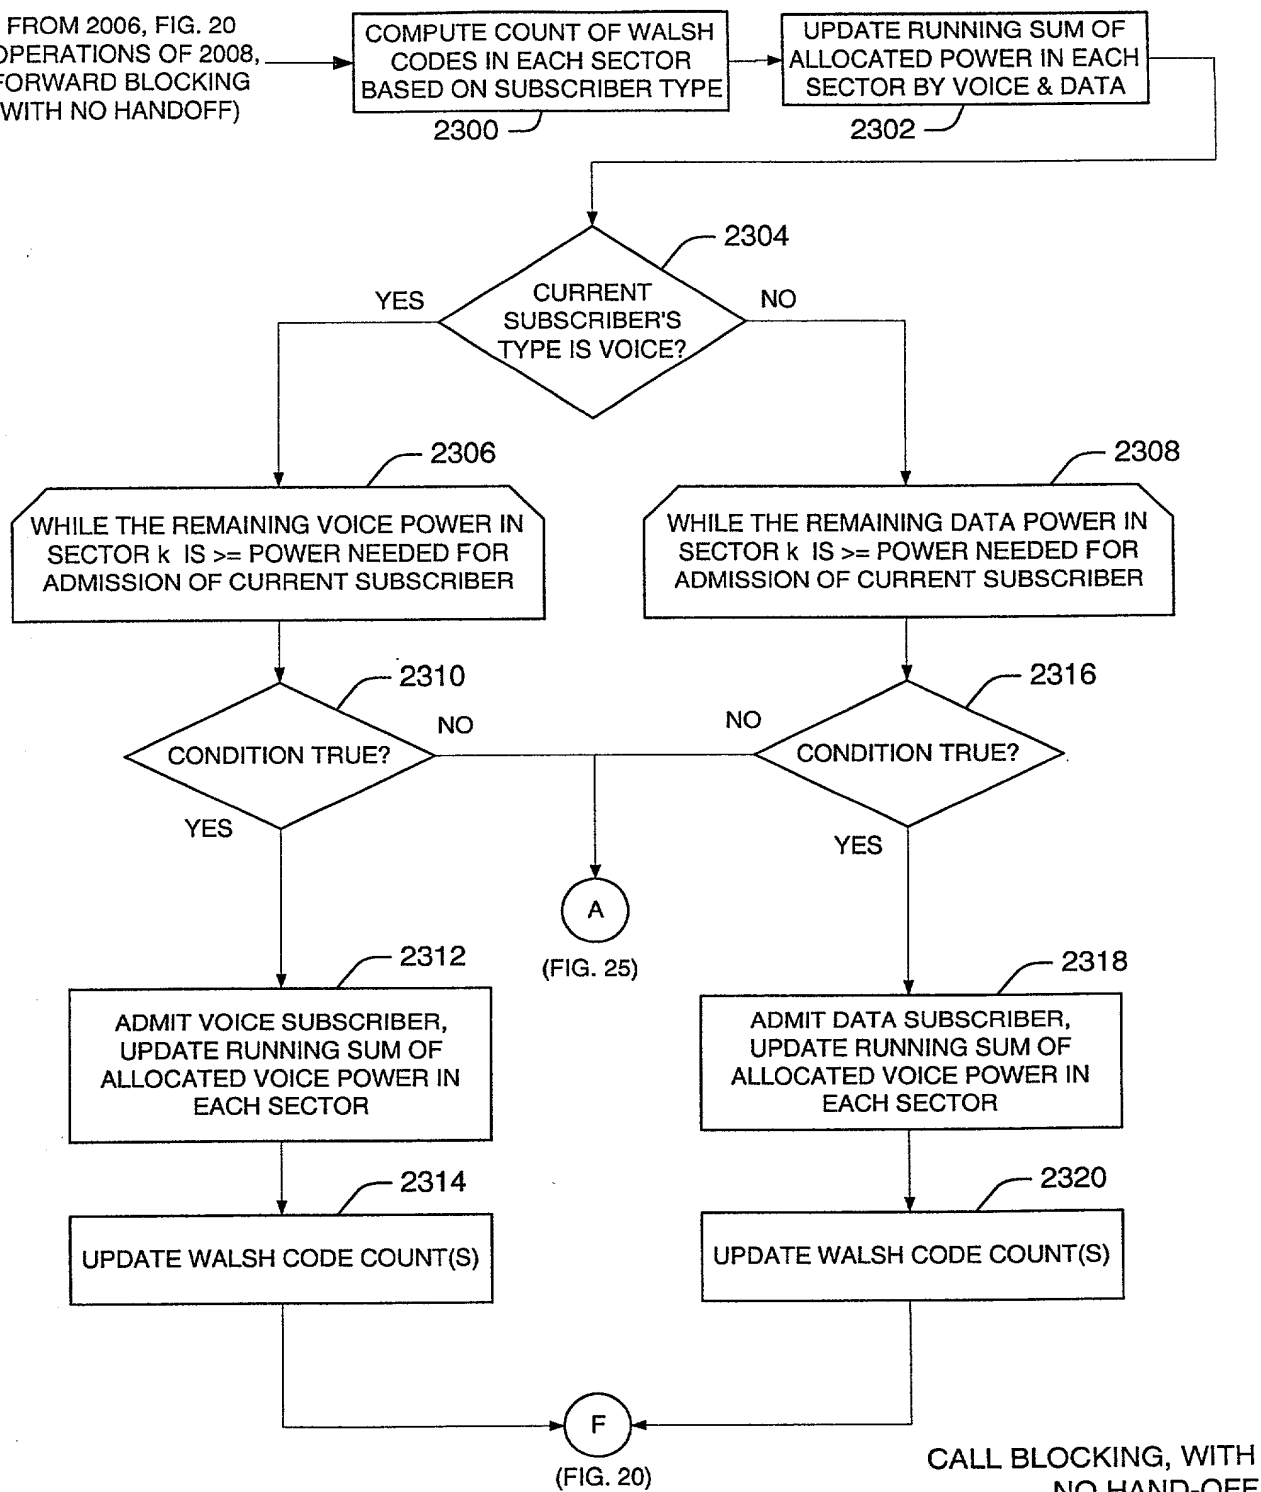 FROM 2006, FIG. 20
OPERATIONS OF 2008,
FORWARD BLOCKING
WITH NO HANDOFF)
COMPUTE COUNT OF WALSH
CODES IN EACH SECTOR
BASED ON SUBSCRIBER TYPE
2300
UPDATE RUNNING SUM OF
ALLOCATED POWER IN EACH
SECTOR BY VOICE & DATA
2302
2304
CURRENT
SUBSCRIBER'S
TYPE IS VOICE?
YES
NO
2306
WHILE THE REMAINING VOICE POWER IN
SECTOR k IS >= POWER NEEDED FOR
ADMISSION OF CURRENT SUBSCRIBER
2308
WHILE THE REMAINING DATA POWER IN
SECTOR k IS >= POWER NEEDED FOR
ADMISSION OF CURRENT SUBSCRIBER
2310
CONDITION TRUE?
NO
YES
2316
CONDITION TRUE?
NO
YES
A
(FIG. 25)
2312
ADMIT VOICE SUBSCRIBER,
UPDATE RUNNING SUM OF
ALLOCATED VOICE POWER IN
EACH SECTOR
2318
ADMIT DATA SUBSCRIBER,
UPDATE RUNNING SUM OF
ALLOCATED VOICE POWER IN
EACH SECTOR
2314
UPDATE WALSH CODE COUNT(S)
2320
UPDATE WALSH CODE COUNT(S)
F
(FIG. 20)
CALL BLOCKING, WITH
NO HAND-OFF